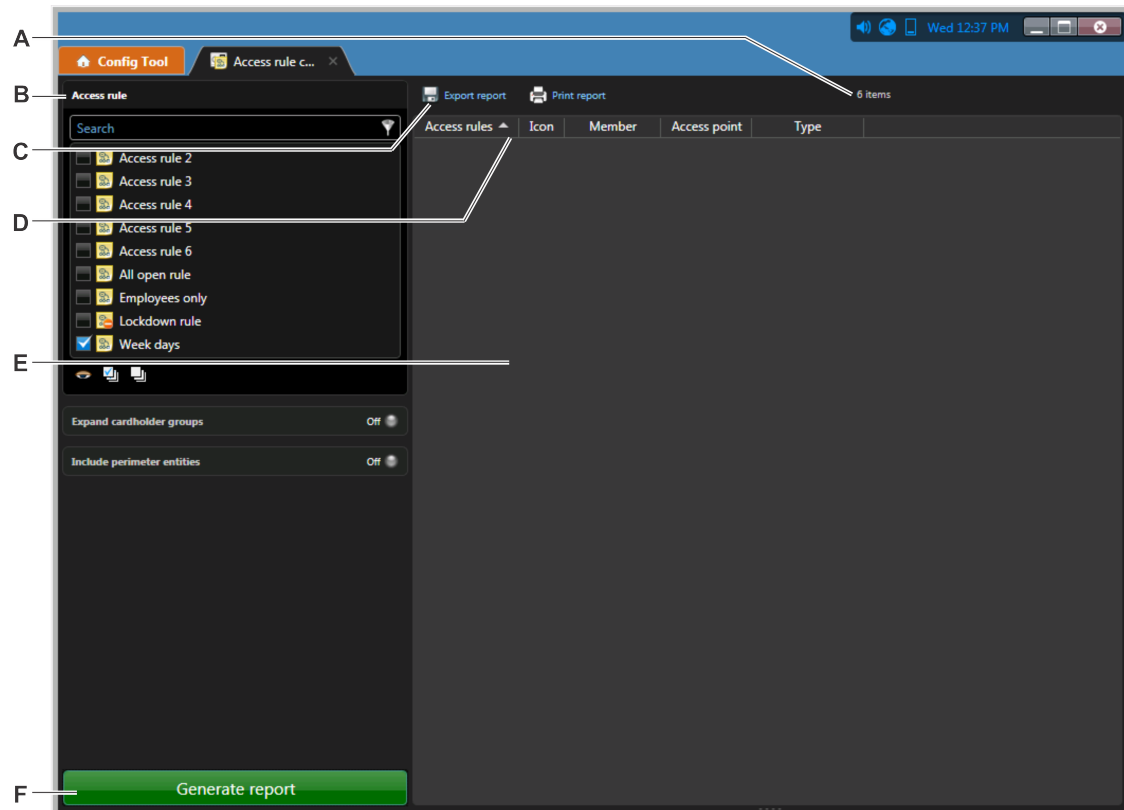 Wed 12:37 PM
A
Config Tool
Access rule c...
B
Access rule
Export report
Print report
6 items
Search
Access rules
Icon
Member
Access point
Type
C
Access rule 2
Access rule 3
Access rule 4
D
Access rule 5
Access rule 6
All open rule
Employees only
Lockdown rule
Week days
E
Expand cardholder groups
Off
Include perimeter entities
Off
F
Generate report